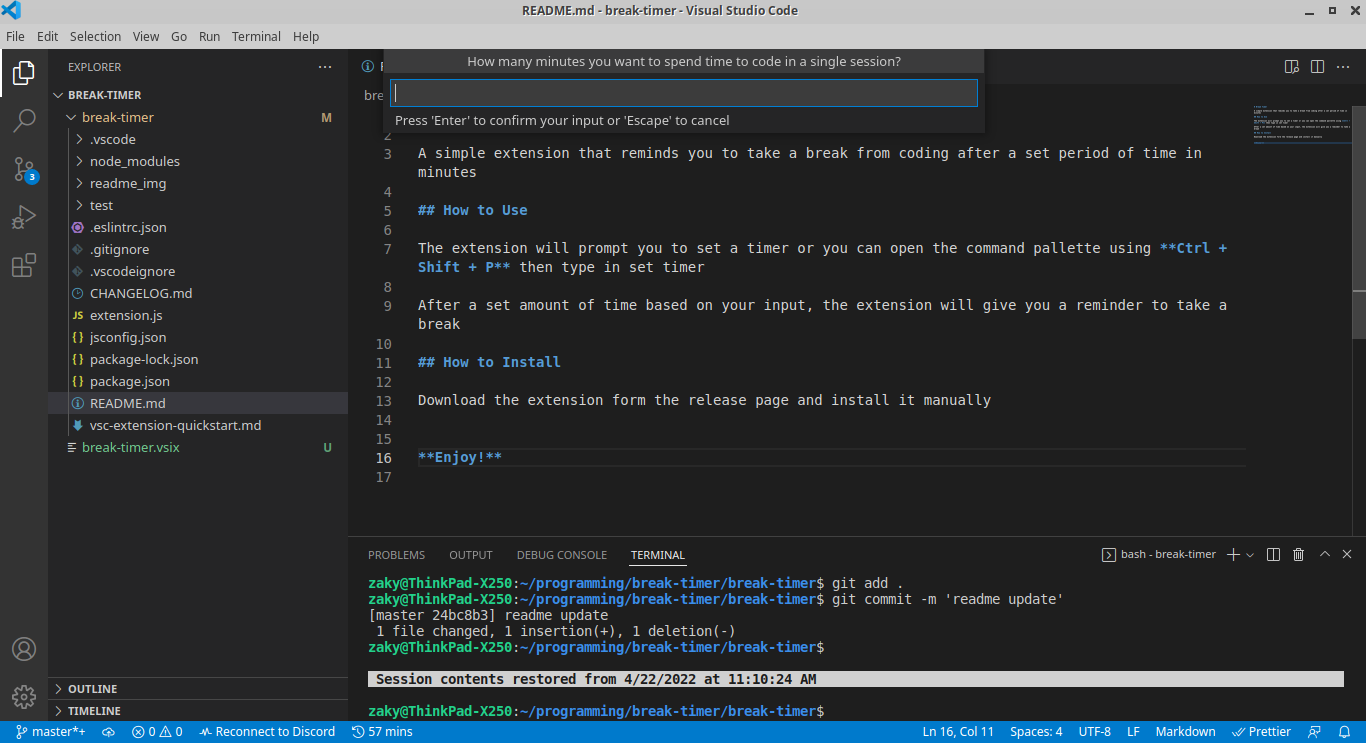 README.md - break-timer - Visual Studio Code
File Edit Selection View Go Run Terminal Help
EXPLORER
BREAK-TIMER
break-timer M
.vscode
node_modules
readme_img
test
.eslintrc.json
.gitignore
.vscodeignore
CHANGELOG.md
JS extension.js
{} jsconfig.json
{} package-lock.json
{} package.json
README.md
vsc-extension-quickstart.md
break-timer.vsix U
OUTLINE
TIMELINE
3
How many minutes you want to spend time to code in a single session?
Press 'Enter' to confirm your input or 'Escape' to cancel
bre
2
3 A simple extension that reminds you to take a break from coding after a set period of time in
minutes
4
5 ## How to Use
6
7 The extension will prompt you to set a timer or you can open the command pallette using **Ctrl +
Shift + P** then type in set timer
8
9 After a set amount of time based on your input, the extension will give you a reminder to take a
break
10
11 ## How to Install
12
13 Download the extension form the release page and install it manually
14
15
16 **Enjoy!**
17
PROBLEMS OUTPUT DEBUG CONSOLE TERMINAL bash - break-timer
zaky@ThinkPad-X250:~/programming/break-timer/break-timer$ git add .
zaky@ThinkPad-X250:~/programming/break-timer/break-timer$ git commit -m 'readme update'
[master 24bc8b3] readme update
1 file changed, 1 insertion(+), 1 deletion(-)
zaky@ThinkPad-X250:~/programming/break-timer/break-timer$
Session contents restored from 4/22/2022 at 11:10:24 AM
zaky@ThinkPad-X250:~/programming/break-timer/break-timer$
master*+ 0 0 Reconnect to Discord 57 mins Ln 16, Col 11 Spaces: 4 UTF-8 LF Markdown Prettier